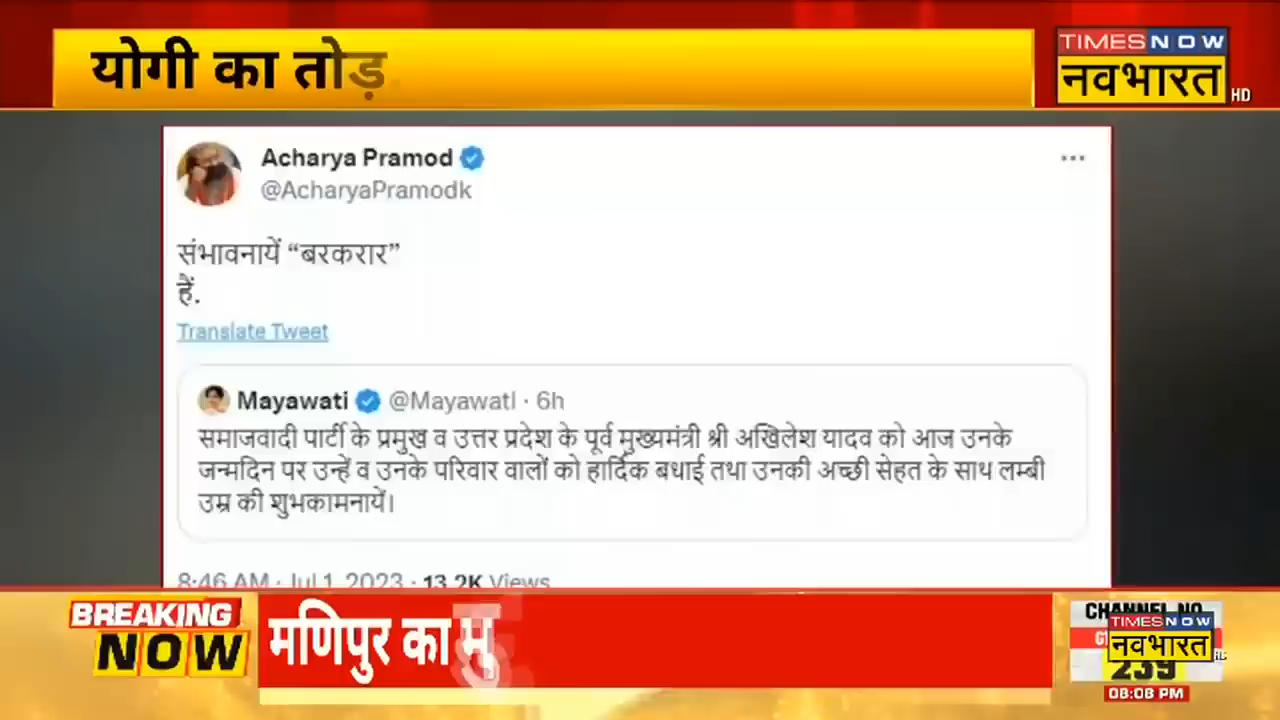 योगी का तोड़
TIMES NOW
नवभारत
HD
Acharya Pramod
@AcharyaPramodk
संभावनायें “बरकरार”
हैं.
Translate Tweet
Mayawati @Mayawati · 6h
समाजवादी पार्टी के प्रमुख व उत्तर प्रदेश के पूर्व मुख्यमंत्री श्री अखिलेश यादव को आज उनके
जन्मदिन पर उन्हें व उनके परिवार वालों को हार्दिक बधाई तथा उनकी अच्छी सेहत के साथ लम्बी
उम्र की शुभकामनायें।
8:46 AM · Jul 1, 2023 · 13.2K Views
BREAKING
NOW
मणिपुर का मु
CHANNEL NO.
TIMES NOW
नवभारत
239
08:08 PM